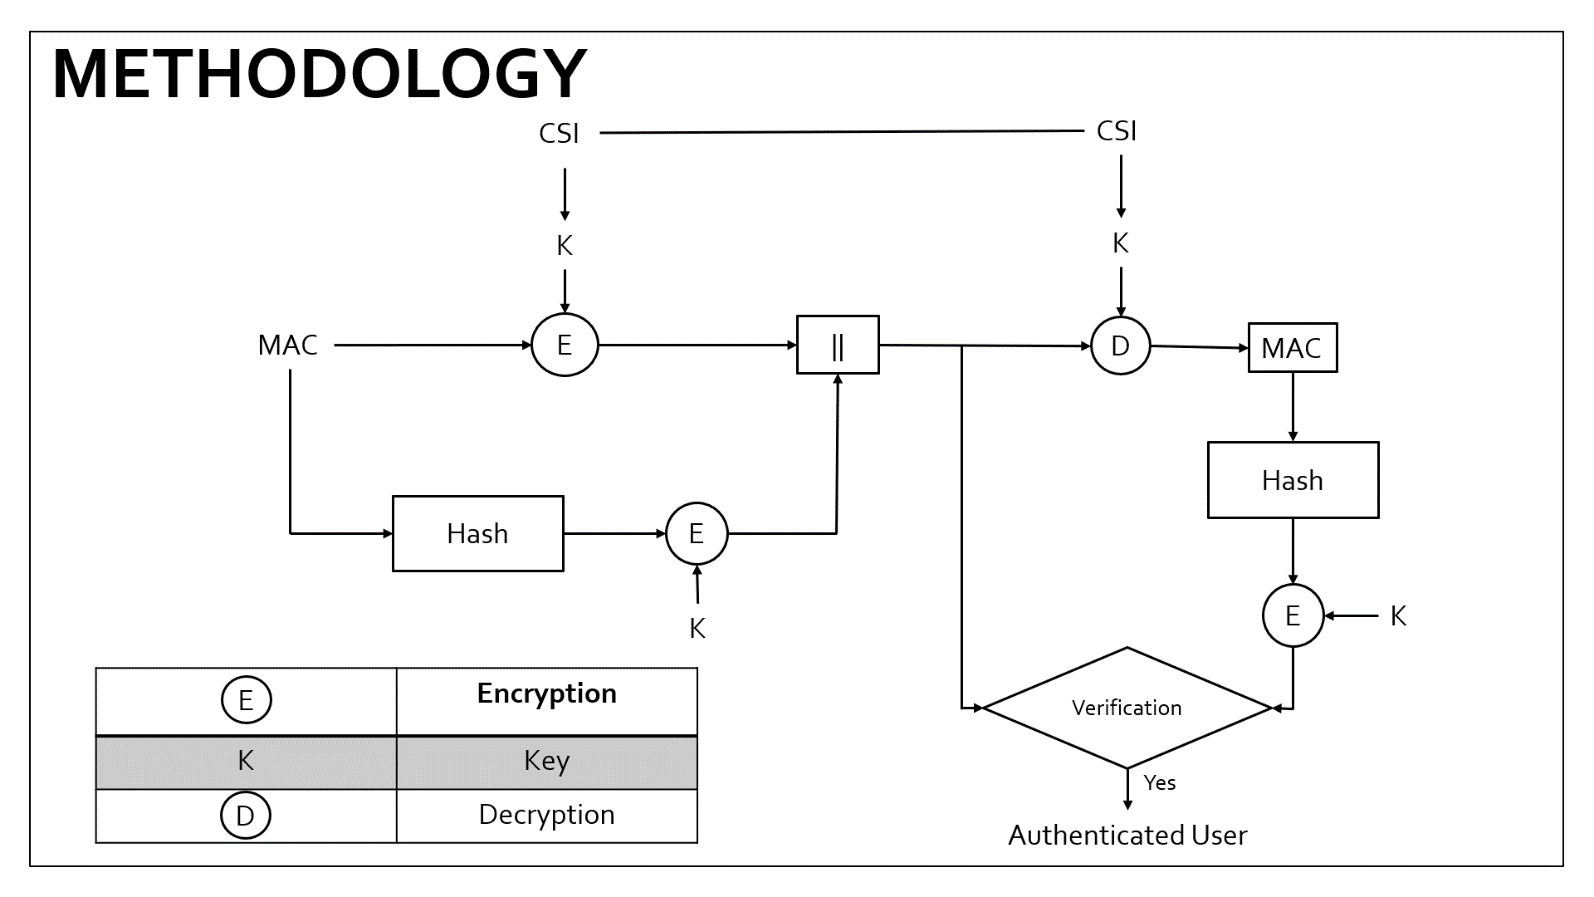 METHODOLOGY
CSI
CSI
K
K
MAC
E
||
D
MAC
Hash
E
K
Hash
E
K
Verification
Yes
Authenticated User
E Encryption
K Key
D Decryption